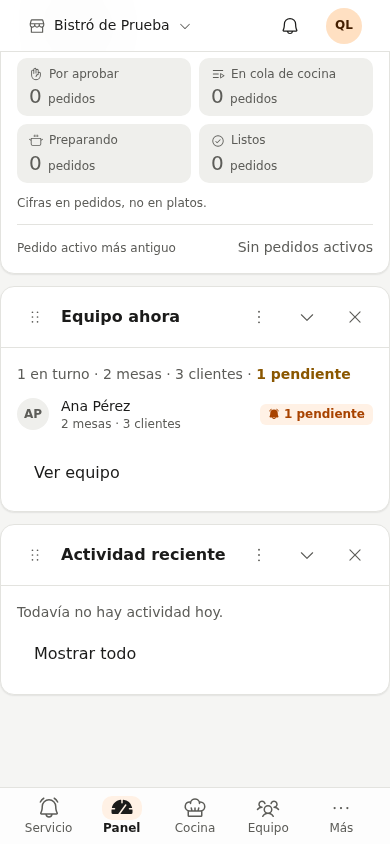 Bistró de Prueba
QL
Por aprobar
0 pedidos
En cola de cocina
0 pedidos
Preparando
0 pedidos
Listos
0 pedidos
Cifras en pedidos, no en platos.
Pedido activo más antiguo
Sin pedidos activos
Equipo ahora
1 en turno · 2 mesas · 3 clientes · 1 pendiente
AP
Ana Pérez
2 mesas · 3 clientes
1 pendiente
Ver equipo
Actividad reciente
Todavía no hay actividad hoy.
Mostrar todo
Servicio
Panel
Cocina
Equipo
Más